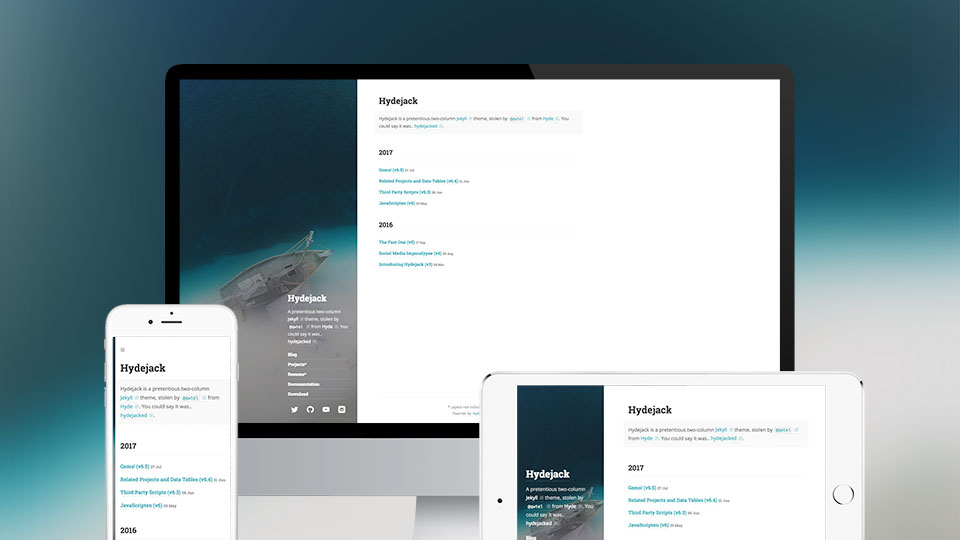 Hydejack
Hydejack is a pretentious two-column Jekyll theme, stolen by @qwtel from Hyde. You
could say it was.. hydejacked.
2017
Gems! (v6.5) 27 Jul
Related Projects and Data Tables (v6.4) 21 Jun
Third Party Scripts (v6.3) 06 Jun
JavaScripten (v6) 09 May
2016
The Fast One (v5) 27 Sep
Social Media Impocalypse (v4)
Introducing Hydejack (v3)
Hydejack
A pretentious two-column
Jekyll theme, stolen by
@qwtel from Hyde. You
could say it was..
hydejacked.
Blog
Projects*
Resume*
Documentation
Download
* Layout not inclu
Powered by
Hydejack
Hydejack is a pretentious two-column
Jekyll theme, stolen by @qwtel from
Hyde. You could say it was..
hydejacked.
2017
Gems! (v6.5) 27 Jul
Related Projects and Data Tables (v6.4) 21 Jun
Third Party Scripts (v6.3) 06 Jun
JavaScripten (v6) 09 May
2016
Hydejack
A pretentious two-column
Jekyll theme, stolen by
@qwtel from Hyde. You
could say it was..
hydejacked.
Blog
Hydejack
Hydejack is a pretentious two-column Jekyll theme, stolen by @qwtel
from Hyde. You could say it was.. hydejacked.
2017
Gems! (v6.5) 27 Jul
Related Projects and Data Tables (v6.4) 21 Jun
Third Party Scripts (v6.3) 06 Jun
JavaScripten (v6) 09 May